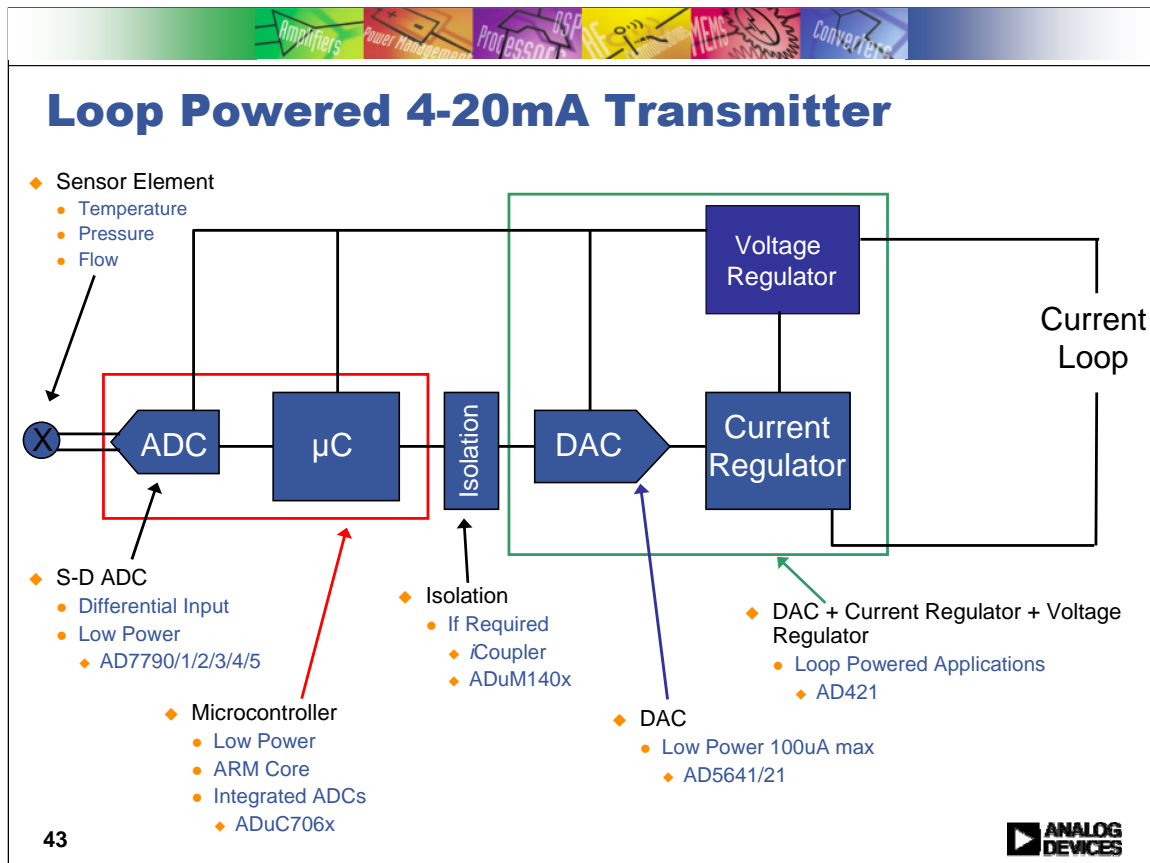 Amplifiers
Power Management
Processors
DSP
RF
MEMS
Converters
Loop Powered 4-20mA Transmitter
Sensor Element
Temperature
Pressure
Flow
Voltage
Regulator
Current
Loop
X
ADC
µC
Isolation
DAC
Current
Regulator
S-D ADC
Differential Input
Low Power
AD7790/1/2/3/4/5
Isolation
If Required
iCoupler
ADuM140x
DAC + Current Regulator + Voltage
Regulator
Loop Powered Applications
AD421
Microcontroller
Low Power
ARM Core
Integrated ADCs
ADuC706x
DAC
Low Power 100uA max
AD5641/21
43
ANALOG
DEVICES